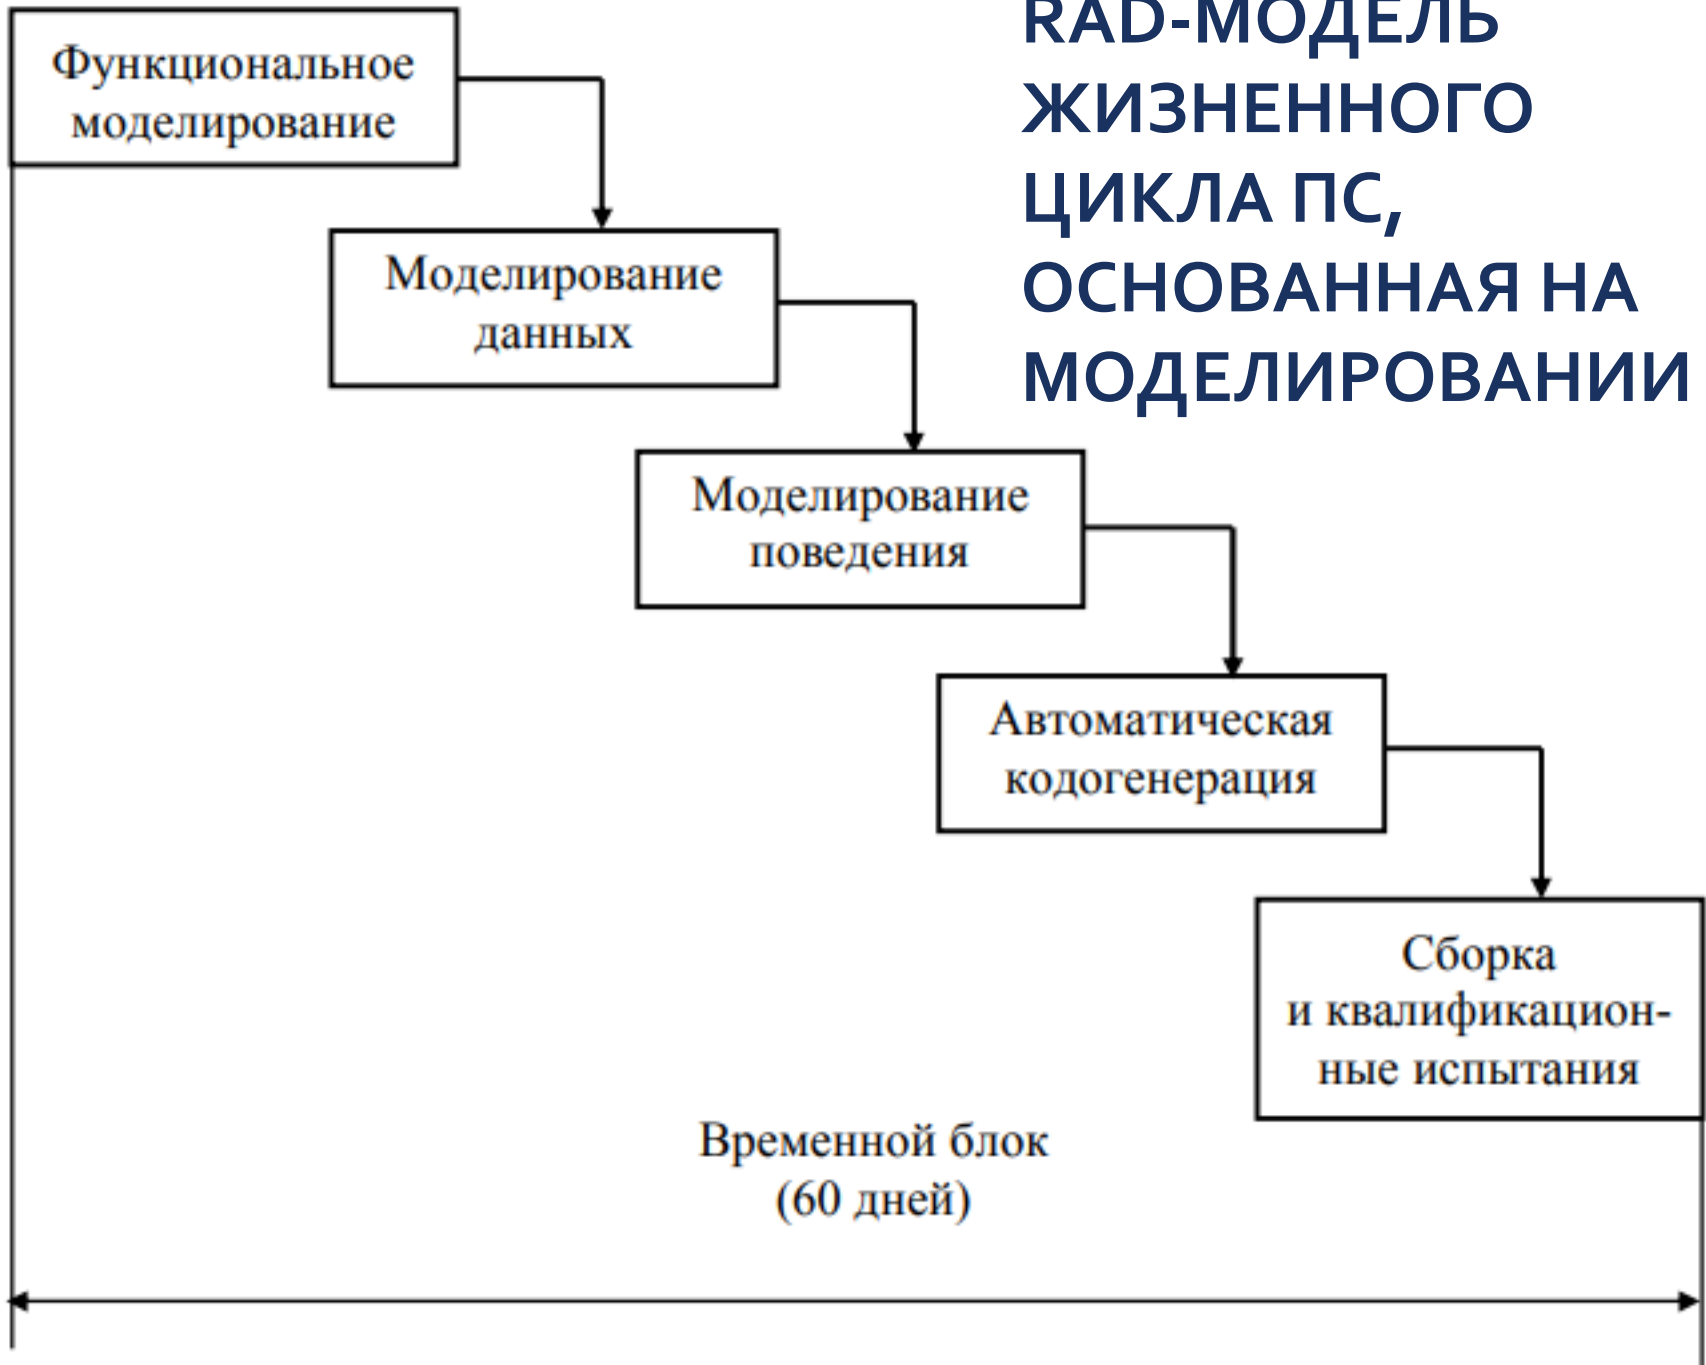 RAD-МОДЕЛЬ
ЖИЗНЕННОГО
ЦИКЛА ПС,
ОСНОВАННАЯ НА
МОДЕЛИРОВАНИИ
Функциональное
моделирование
Моделирование
данных
Моделирование
поведения
Автоматическая
кодогенерация
Сборка
и квалификацион-
ные испытания
Временной блок
(60 дней)